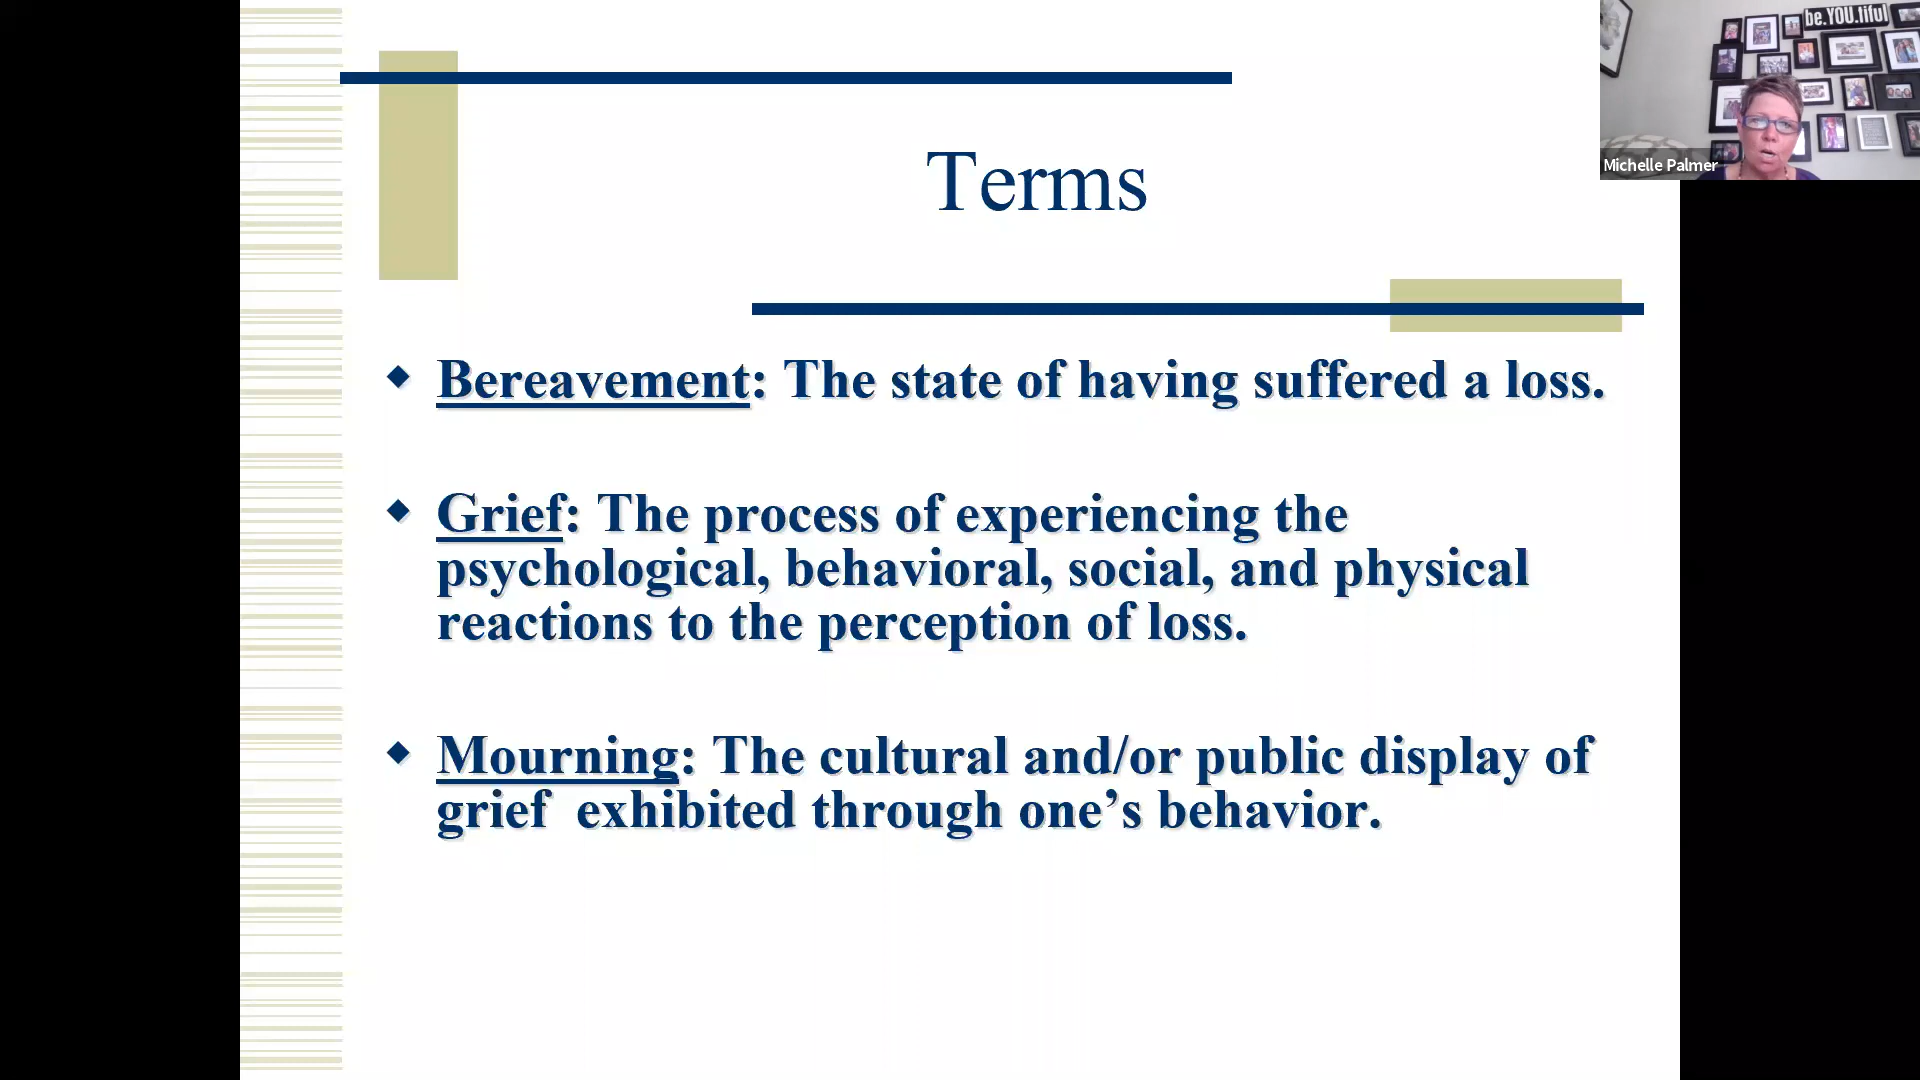 be.YOU.tiful
Michelle Palmer
Terms
Bereavement: The state of having suffered a loss.
Grief: The process of experiencing the
psychological, behavioral, social, and physical
reactions to the perception of loss.
Mourning: The cultural and/or public display of
grief  exhibited through one’s behavior.